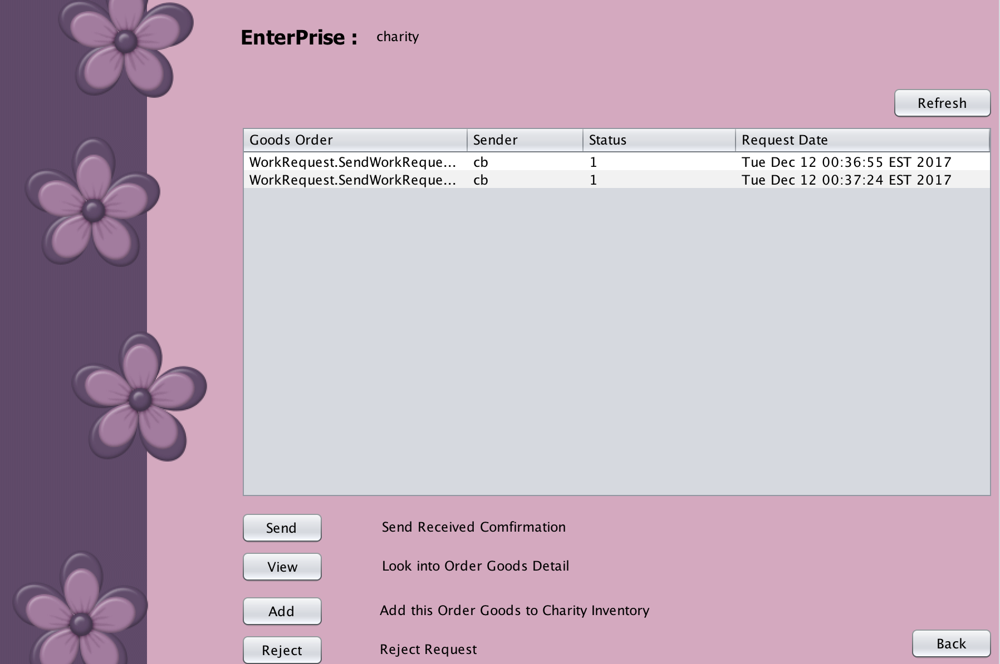 EnterPrise : charity
Refresh
Goods Order Sender Status Request Date
WorkRequest.SendWorkReque... cb 1 Tue Dec 12 00:36:55 EST 2017
WorkRequest.SendWorkReque... cb 1 Tue Dec 12 00:37:24 EST 2017
Send Send Received Comfirmation
View Look into Order Goods Detail
Add Add this Order Goods to Charity Inventory
Reject Reject Request
Back